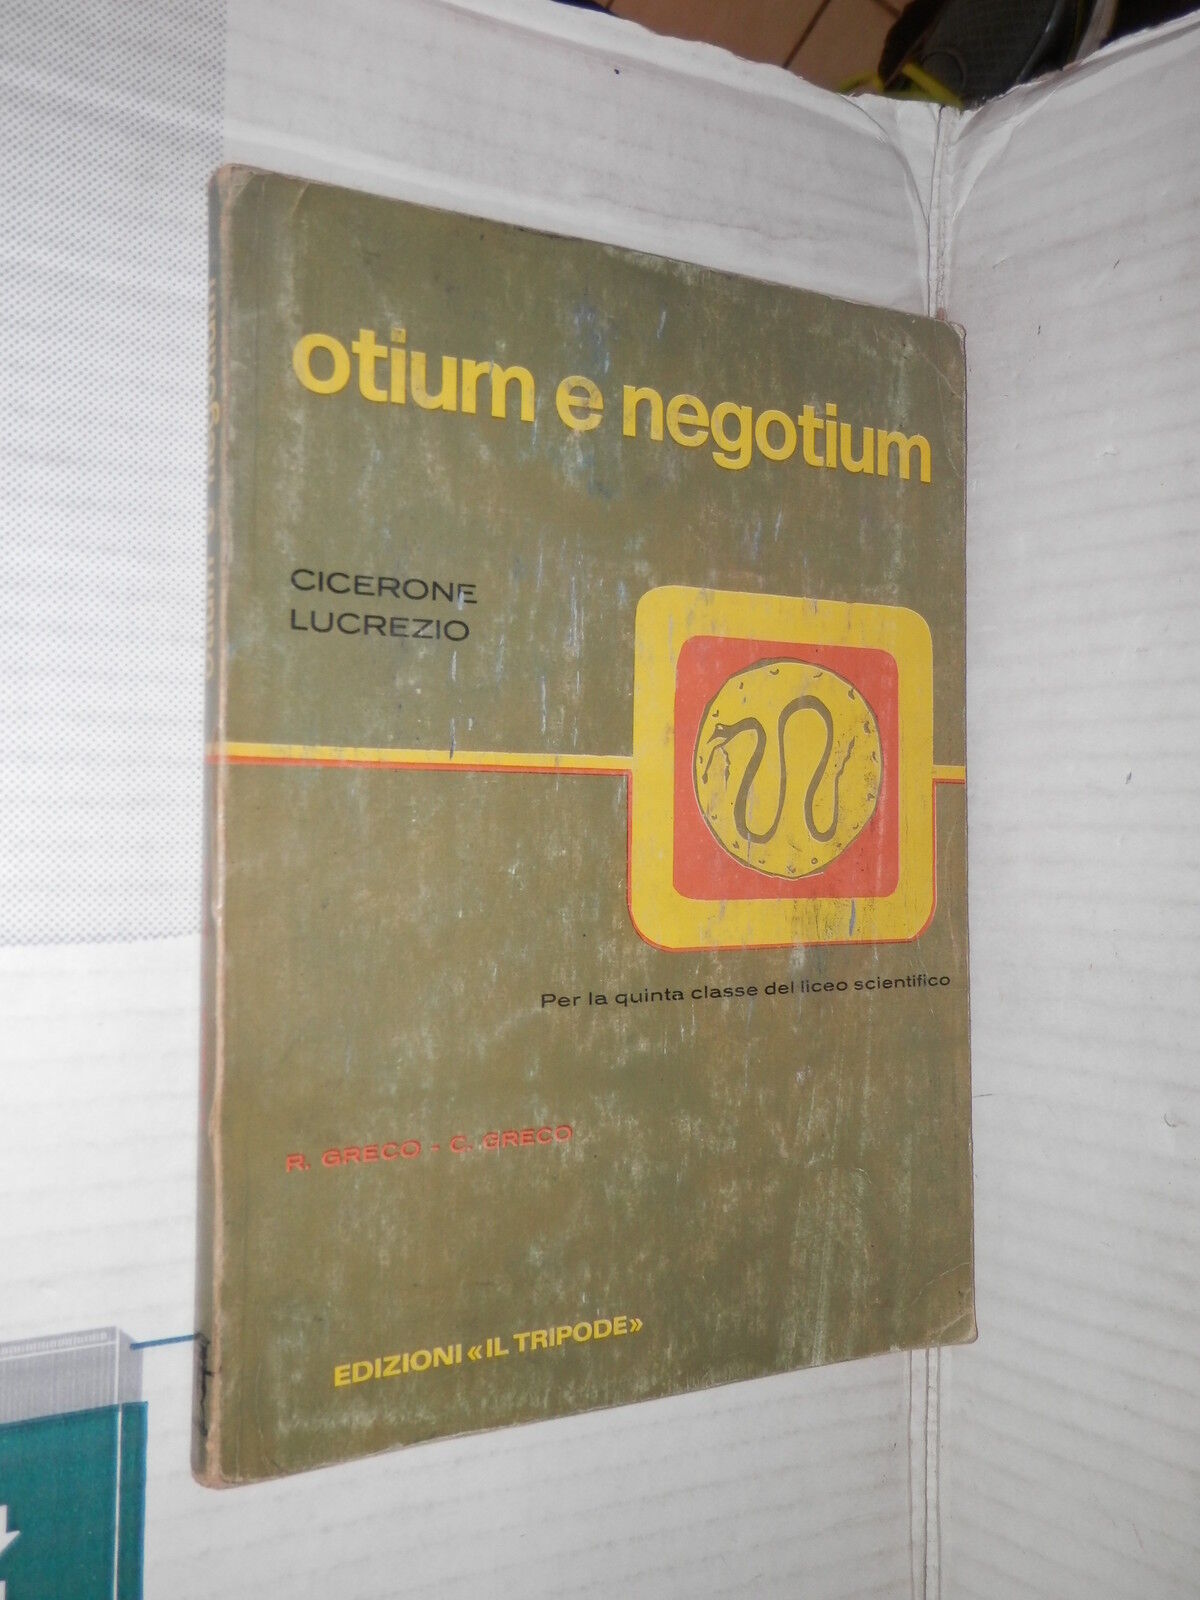 otium e negotium
CICERONE
LUCREZIO
Per la quinta classe del liceo scientifico
R. GRECO - C. GRECO
EDIZIONI «IL TRIPODE»